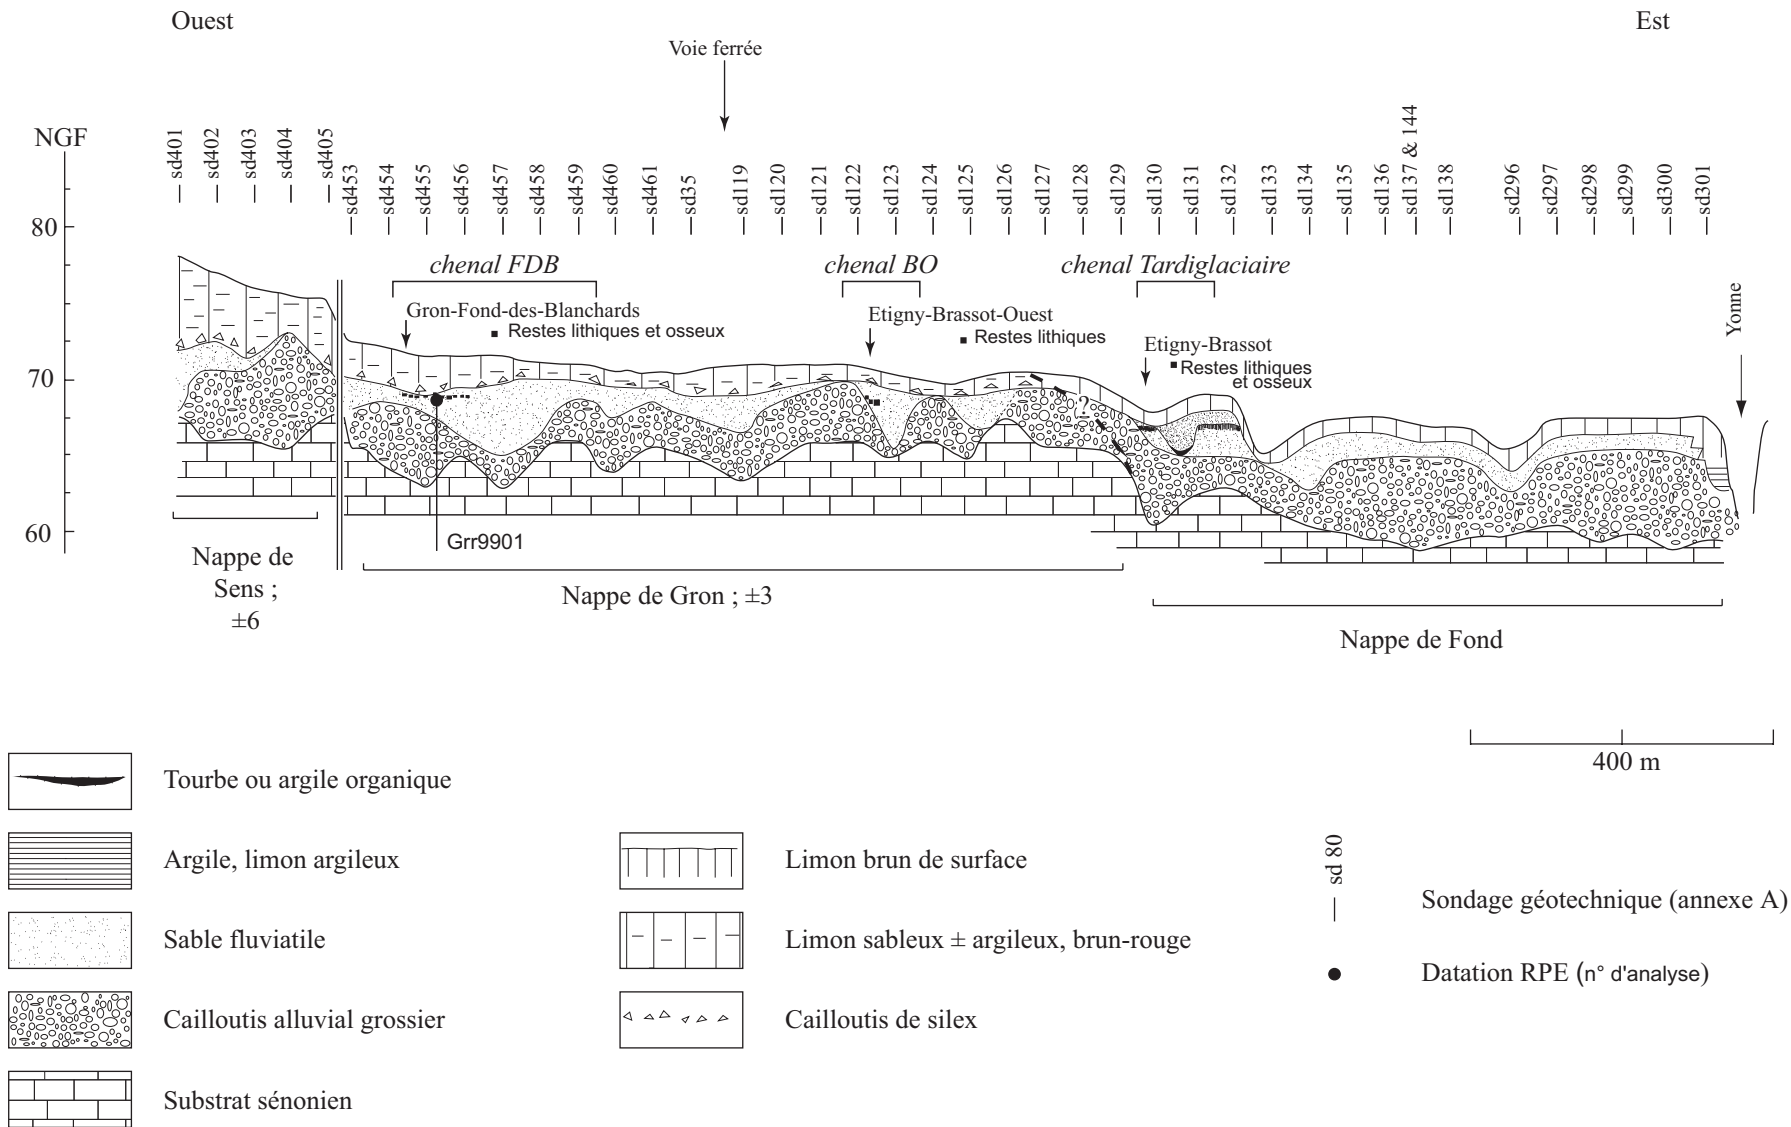 Ouest
Est
Voie ferrée
NGF
sd401
sd402
sd403
sd404
sd405
sd453
sd454
sd455
sd456
sd457
sd458
sd459
sd460
sd461
sd35
sd119
sd120
sd121
sd122
sd123
sd124
sd125
sd126
sd127
sd128
sd129
sd130
sd131
sd132
sd133
sd134
sd135
sd136
sd137 & 144
sd138
sd296
sd297
sd298
sd299
sd300
sd301
80
chenal FDB
chenal BO
chenal Tardiglaciaire
Gron-Fond-des-Blanchards
Restes lithiques et osseux
Etigny-Brassot-Ouest
Restes lithiques
Etigny-Brassot
Restes lithiques
et osseux
Yonne
70
?
60
Grr9901
Nappe de
Sens ;
±6
Nappe de Gron ; ±3
Nappe de Fond
400 m
Tourbe ou argile organique
Argile, limon argileux
Sable fluviatile
Cailloutis alluvial grossier
Substrat sénonien
Limon brun de surface
Limon sableux ± argileux, brun-rouge
Cailloutis de silex
sd 80
Sondage géotechnique (annexe A)
Datation RPE (n° d'analyse)